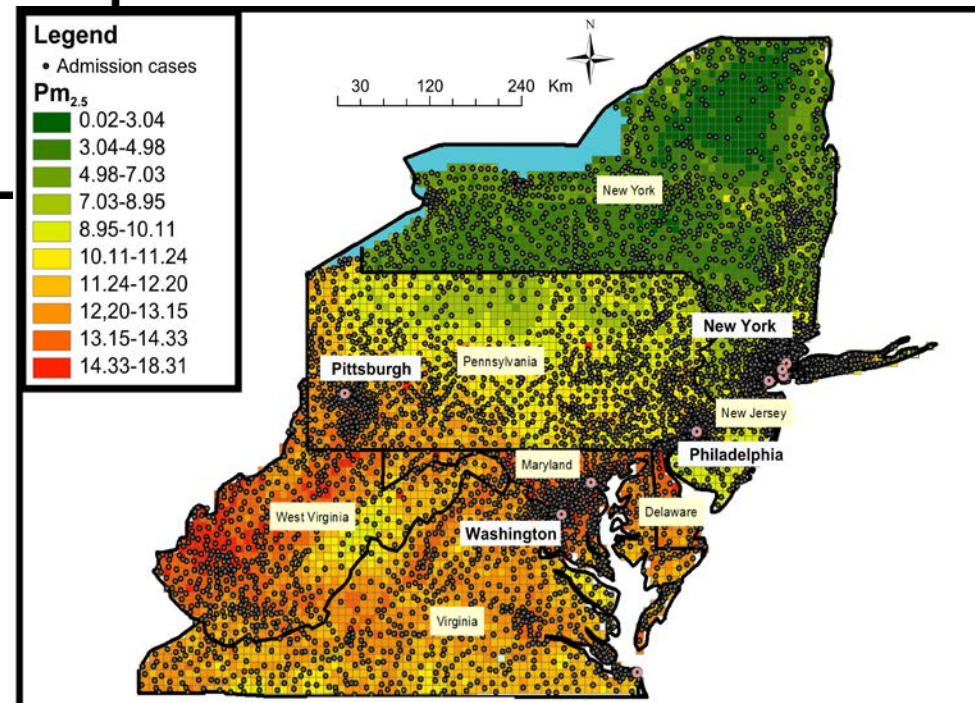 Legend
• Admission cases
Pm2.5
0.02-3.04
3.04-4.98
4.98-7.03
7.03-8.95
8.95-10.11
10.11-11.24
11.24-12.20
12,20-13.15
13.15-14.33
14.33-18.31
N
30 120 240 Km
New York
New York
Pittsburgh
Pennsylvania
New Jersey
Philadelphia
Maryland
West Virginia
Delaware
Washington
Virginia